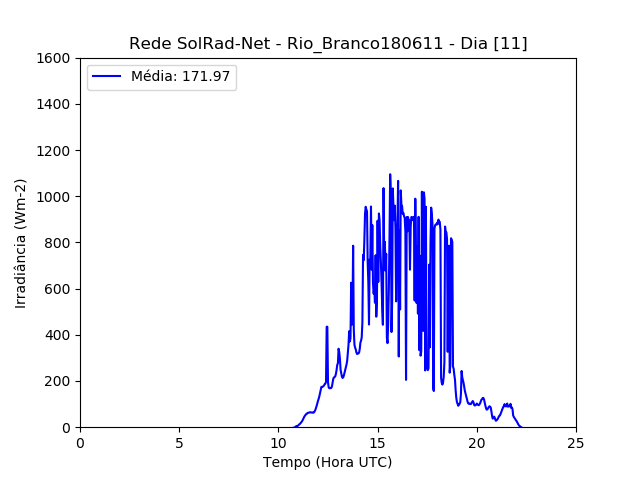 Rede SolRad-Net - Rio_Branco180611 - Dia [11]
Média: 171.97
Irradiância (Wm-2)
1600
1400
1200
1000
800
600
400
200
0
0 5 10 15 20 25
Tempo (Hora UTC)